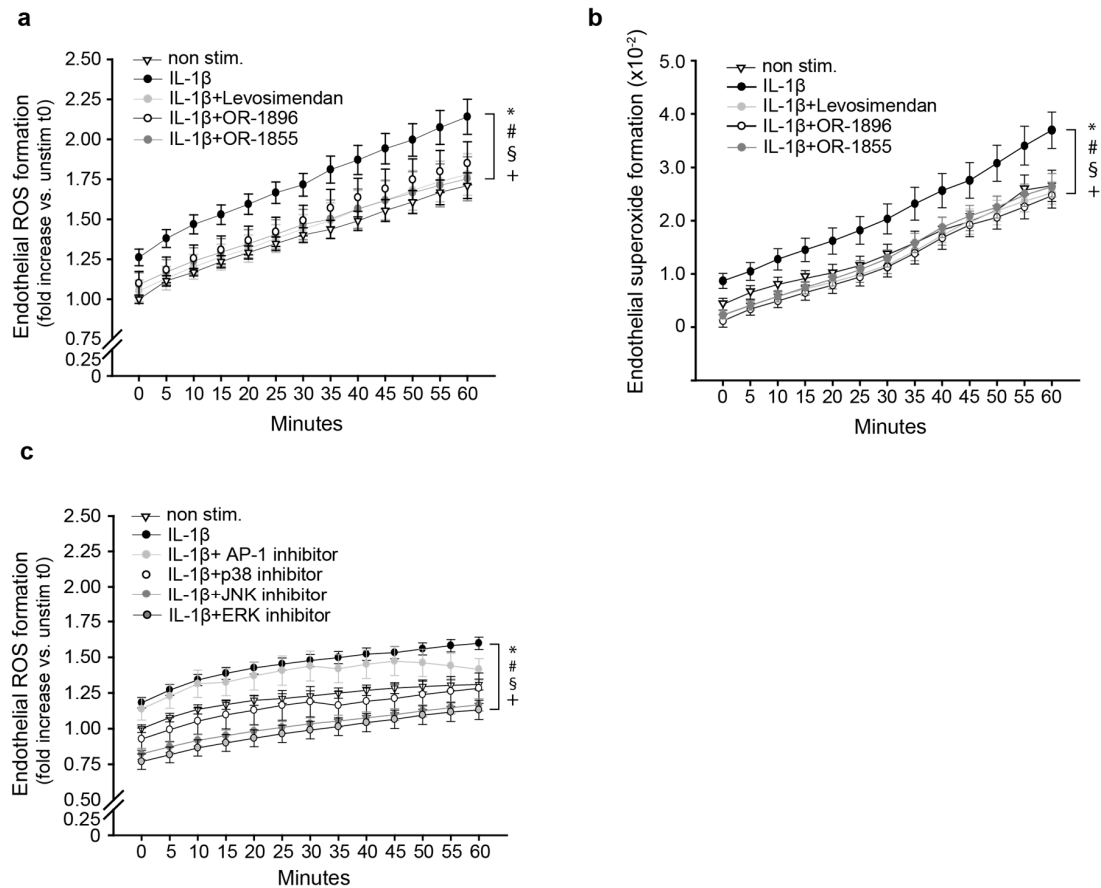 a
Endothelial ROS formation
(fold increase vs. unstim t0)
2.50
2.25
2.00
1.75
1.50
1.25
1.00
0.75
0.25
0
non stim.
IL-1β
IL-1β+Levosimendan
IL-1β+OR-1896
IL-1β+OR-1855
*
#
§
+
0 5 10 15 20 25 30 35 40 45 50 55 60
Minutes
b
Endothelial superoxide formation (x10-2)
5.0
4.0
3.0
2.0
1.0
0
non stim.
IL-1β
IL-1β+Levosimendan
IL-1β+OR-1896
IL-1β+OR-1855
*
#
§
+
0 5 10 15 20 25 30 35 40 45 50 55 60
Minutes
c
Endothelial ROS formation
(fold increase vs. unstim t0)
2.50
2.25
2.00
1.75
1.50
1.25
1.00
0.75
0.50
0.25
0
non stim.
IL-1β
IL-1β+ AP-1 inhibitor
IL-1β+p38 inhibitor
IL-1β+JNK inhibitor
IL-1β+ERK inhibitor
*
#
§
+
0 5 10 15 20 25 30 35 40 45 50 55 60
Minutes